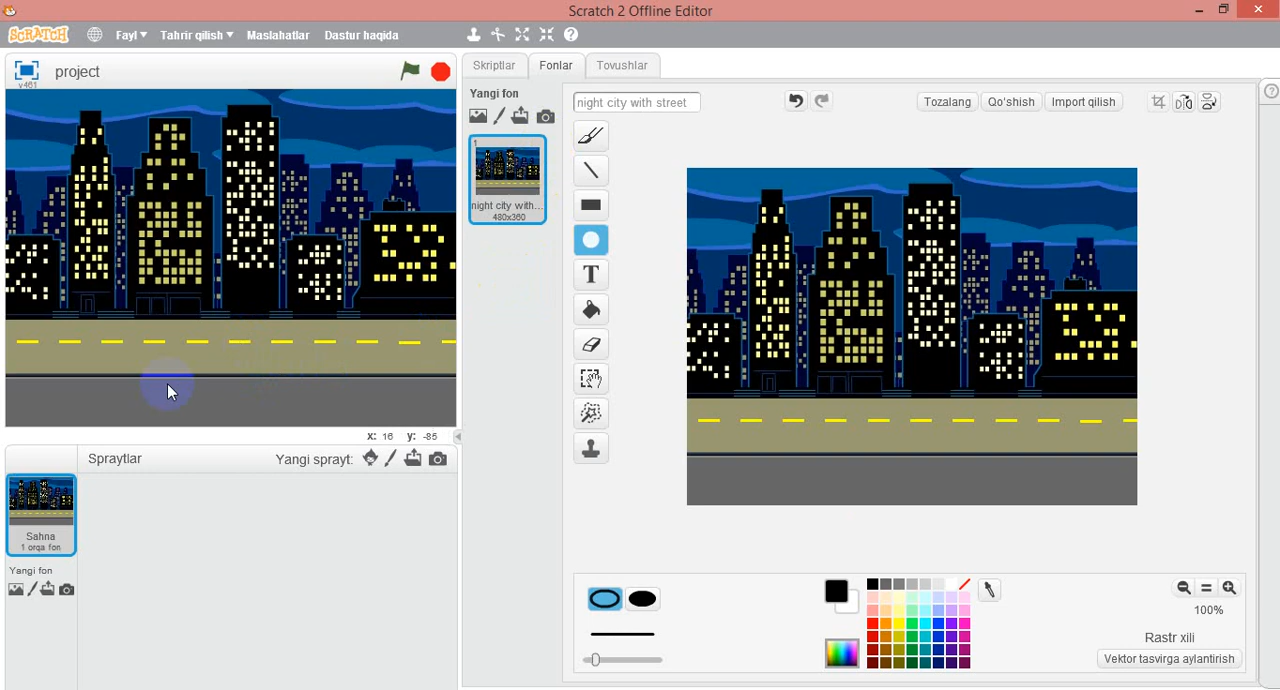 Scratch 2 Offline Editor
SCRATCH Fayl Tahrir qilish Maslahatlar Dastur haqida
project
v461
Skriptlar Fonlar Tovushlar
Yangi fon
night city with street
Tozalang Qo'shish Import qilish
1
night city with...
480x360
T
x: 16 y: -85
Spraytlar Yangi sprayt:
Sahna
1 orqa fon
Yangi fon
100%
Rastr xili
Vektor tasvirga aylantirish